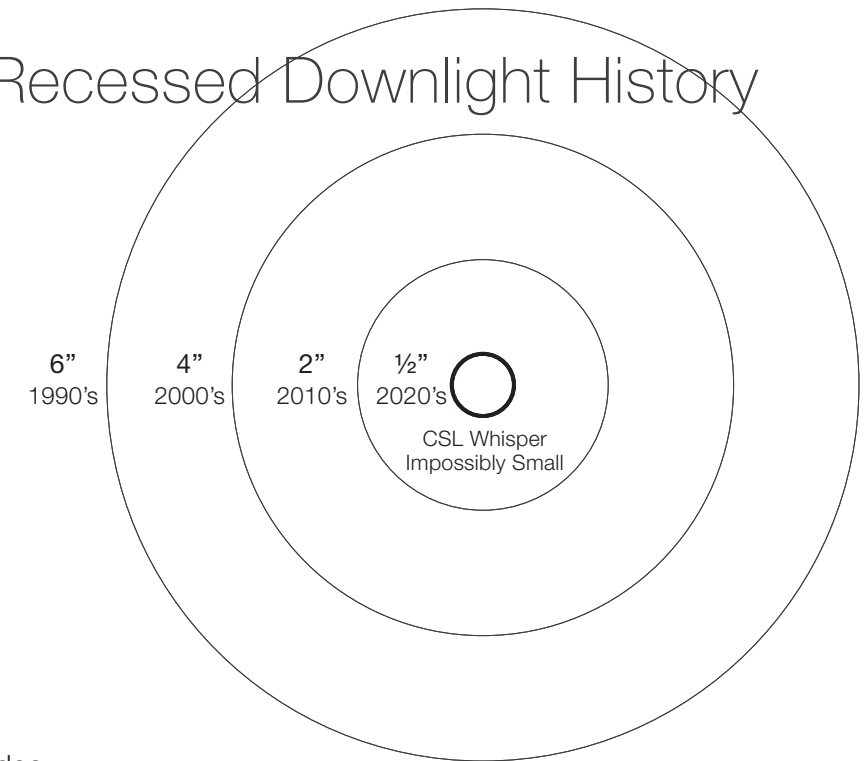 Recessed Downlight History
6” 4” 2” ½”
1990’s 2000’s 2010’s 2020’s
CSL Whisper
Impossibly Small